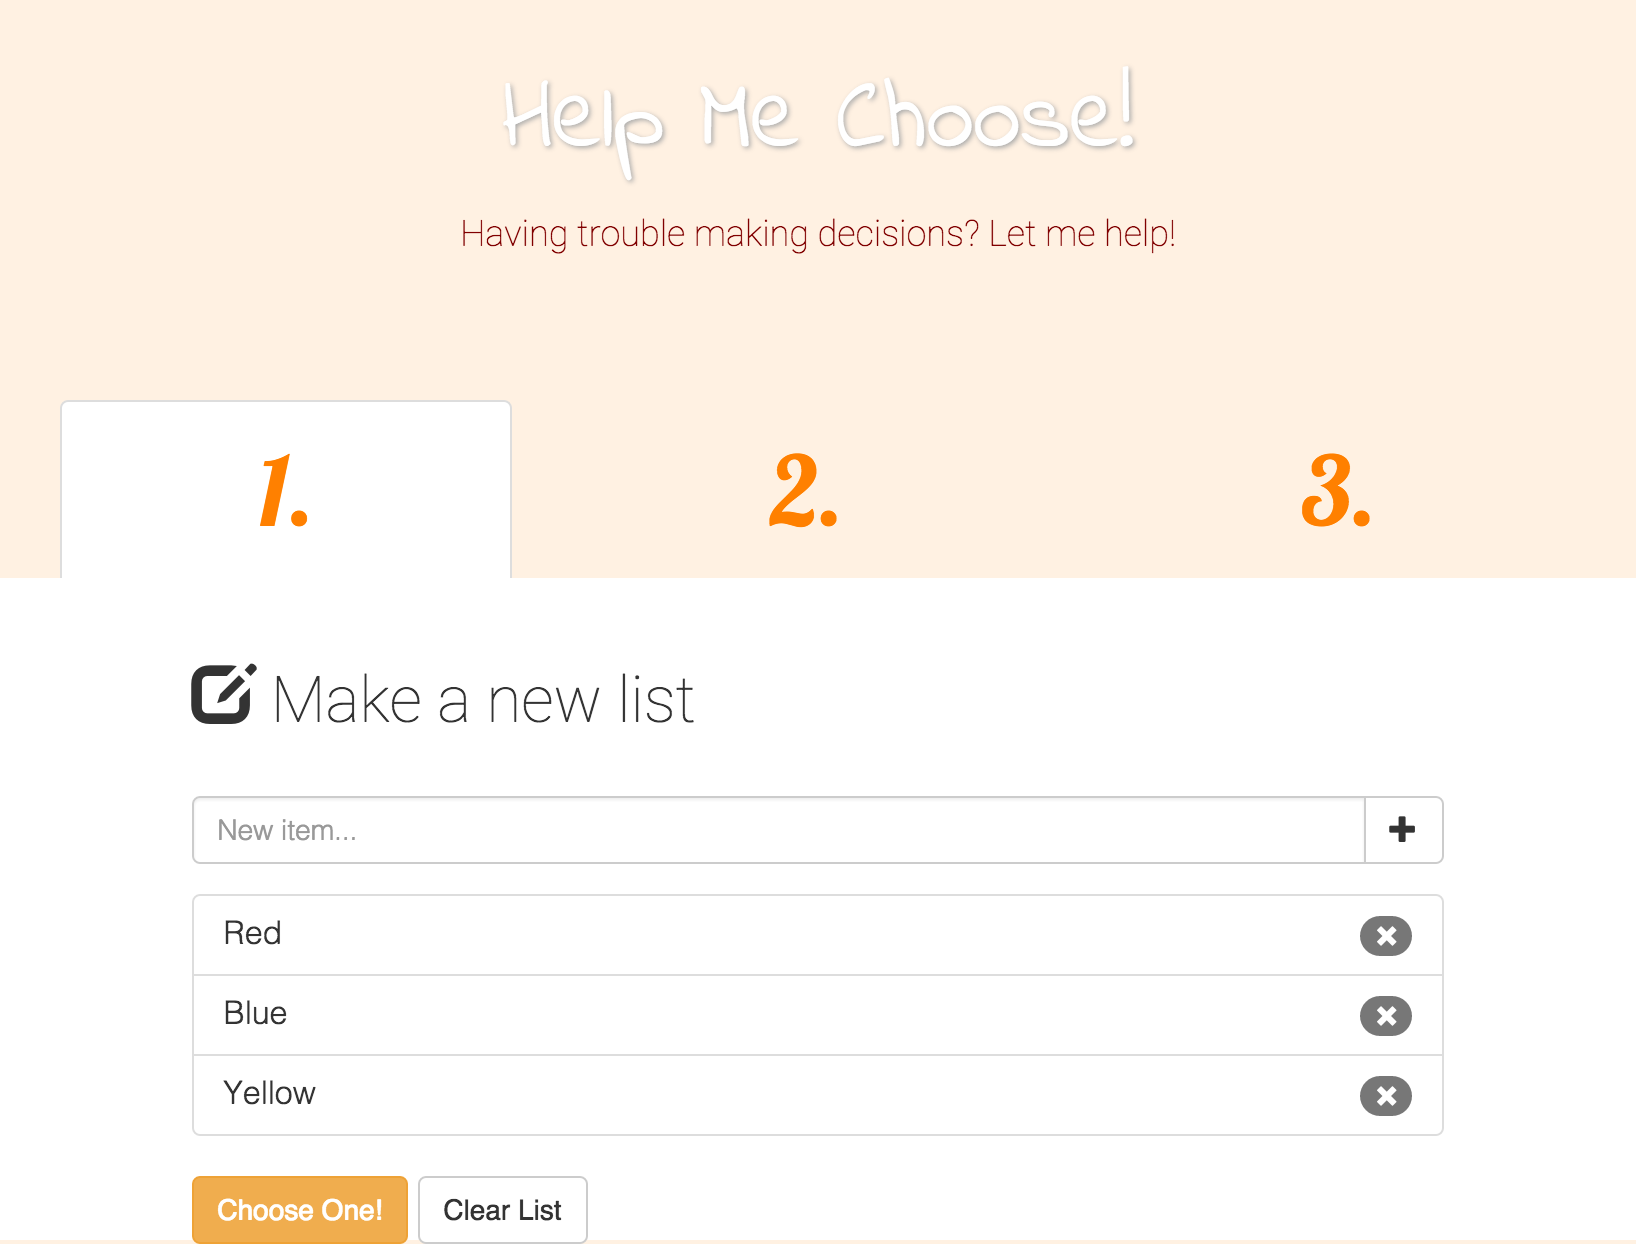 Help Me Choose!
Having trouble making decisions? Let me help!
1. 2. 3.
Make a new list
New item...
Red
Blue
Yellow
Choose One! Clear List